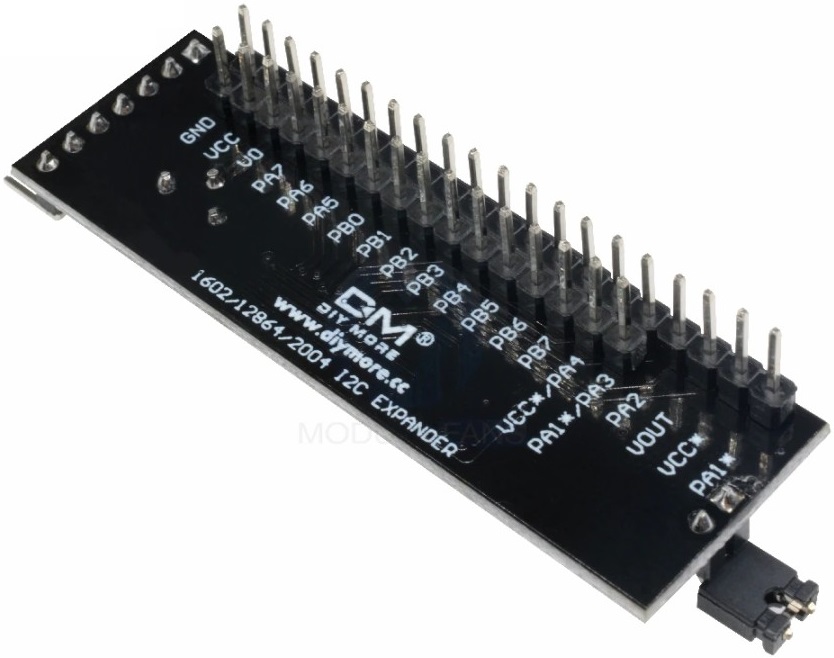 GND
VCC
VO
PA7
PA6
PA5
PB0
PB1
PB2
PB3
PB4
PB5
PB6
PB7
VCC*/PA4
PA1*/PA3
PA2
VOUT
VCC*
PA1*
DM®
DIY MORE
www.diymore.cc
1602/12864/2004 I2C EXPANDER